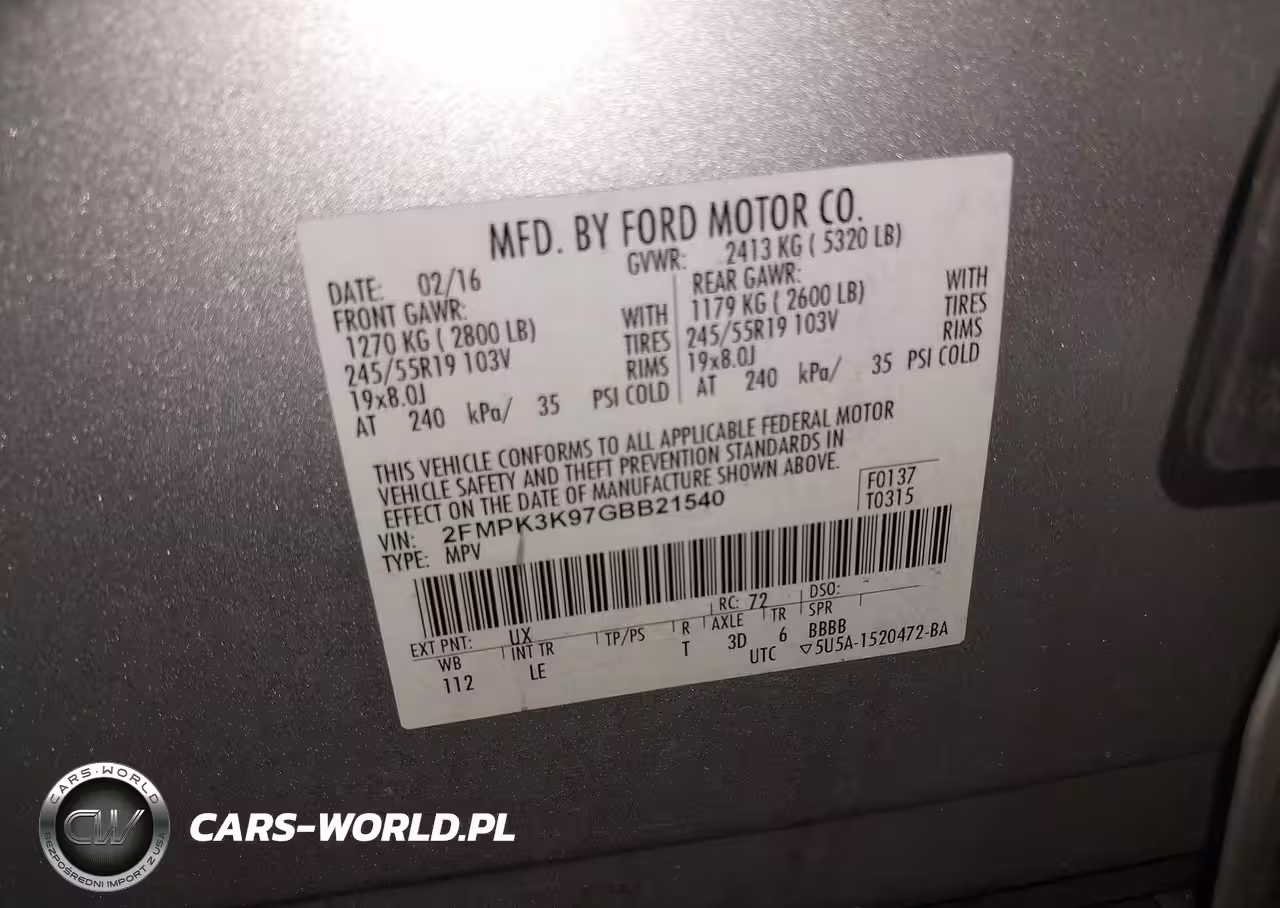 MFD. BY FORD MOTOR CO.
DATE: 02/16 GVWR: 2413 KG ( 5320 LB)
FRONT GAWR: REAR GAWR:
1270 KG ( 2800 LB) WITH 1179 KG ( 2600 LB) WITH
245/55R19 103V TIRES 245/55R19 103V TIRES
19x8.0J RIMS 19x8.0J RIMS
AT 240 kPa/ 35 PSI COLD AT 240 kPa/ 35 PSI COLD
THIS VEHICLE CONFORMS TO ALL APPLICABLE FEDERAL MOTOR
VEHICLE SAFETY AND THEFT PREVENTION STANDARDS IN
EFFECT ON THE DATE OF MANUFACTURE SHOWN ABOVE.
VIN: 2FMPK3K97GBB21540 F0137
TYPE: MPV T0315
EXT PNT: UX RC: 72 DSO:
WB INT TR TP/PS R AXLE TR SPR
112 LE T 3D 6 BBBB
UTC ▽5U5A-1520472-BA
CARS-WORLD
CW
BEZPOŚREDNI IMPORT Z USA
CARS-WORLD.PL